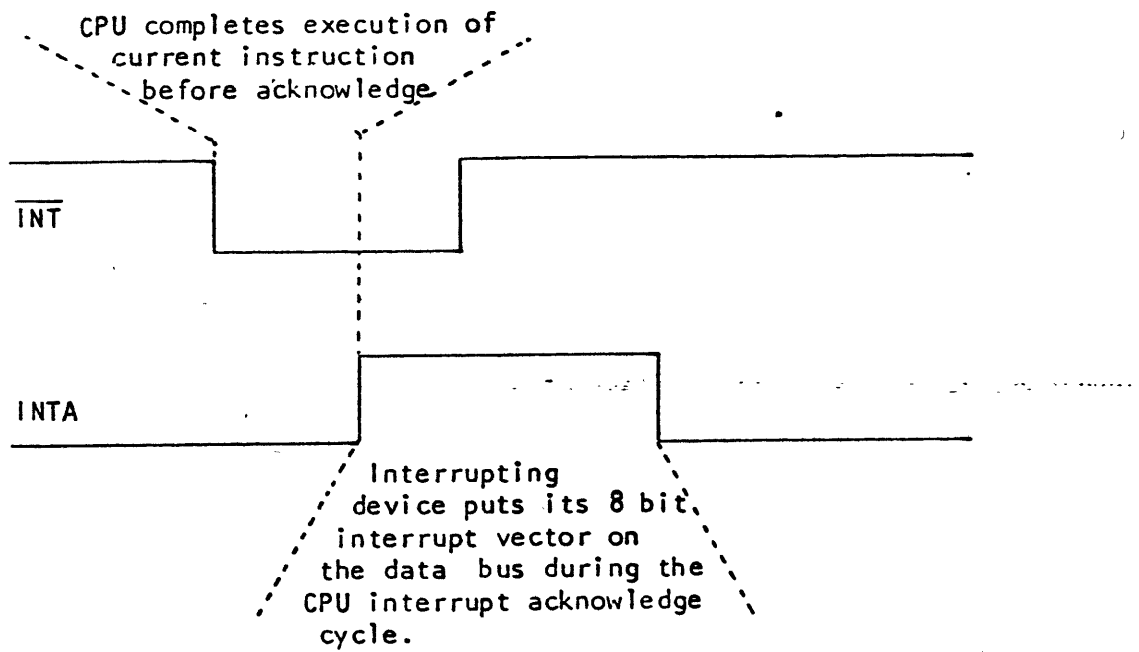 CPU completes execution of
current instruction
before acknowledge
I̅N̅T̅
INTA
Interrupting
device puts its 8 bit
interrupt vector on
the data bus during the
CPU interrupt acknowledge
cycle.